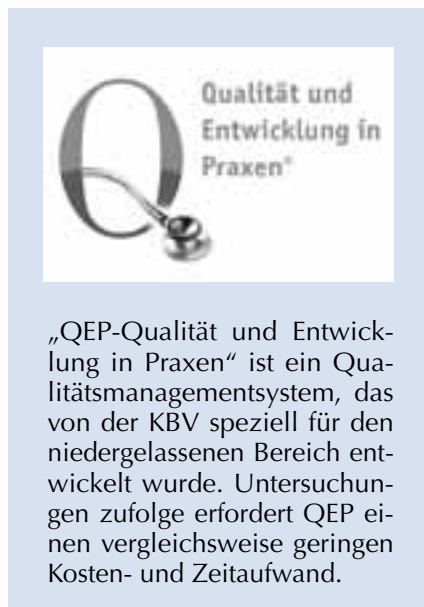 Qualität und
Entwicklung in
Praxen®
„QEP-Qualität und Entwick-
lung in Praxen“ ist ein Qua-
litätsmanagementsystem, das
von der KBV speziell für den
niedergelassenen Bereich ent-
wickelt wurde. Untersuchun-
gen zufolge erfordert QEP ei-
nen vergleichsweise geringen
Kosten- und Zeitaufwand.